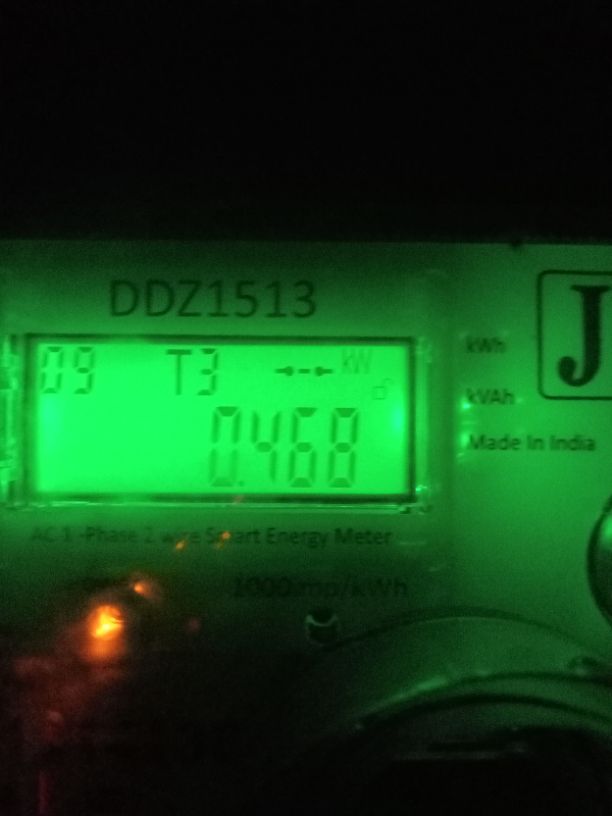 DDZ1513
09 T3 kW
0.468
kWh
kVAh
Made In India
J
AC 1 -Phase 2 wire Smart Energy Meter
1000imp/kWh